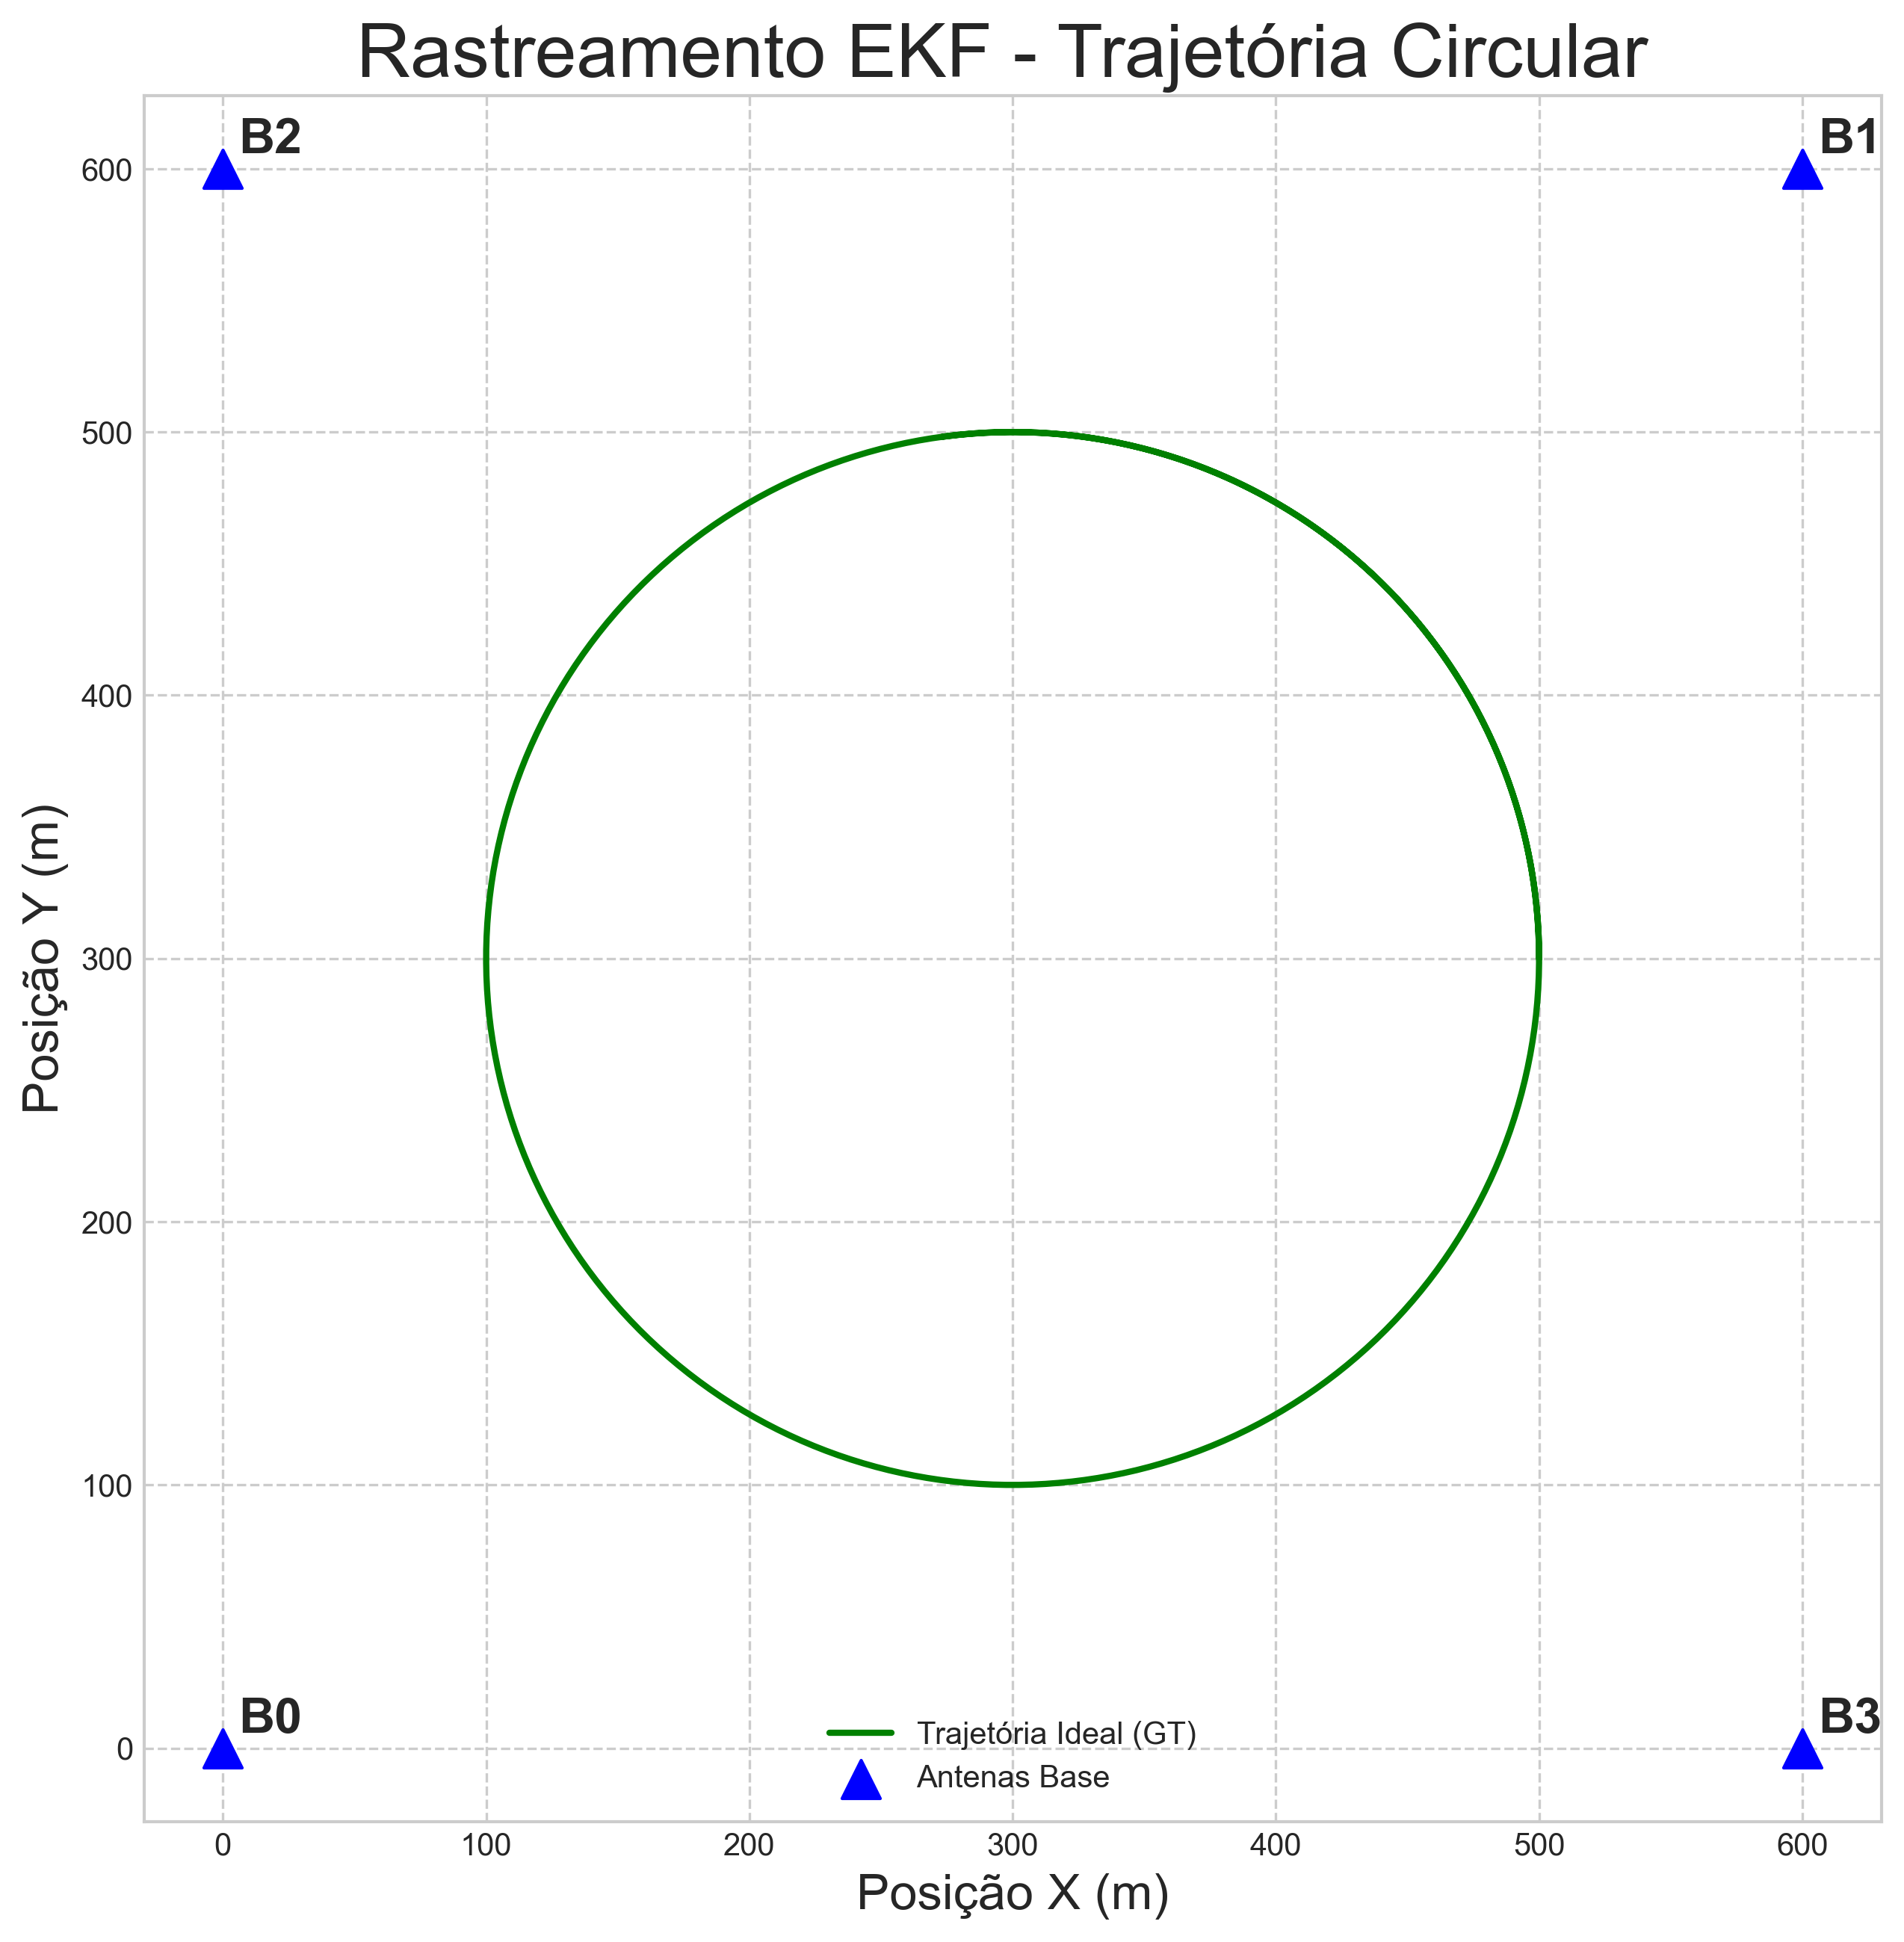 Rastreamento EKF - Trajetória Circular
B2
B1
600
500
400
300
200
100
0
Posição Y (m)
B0
B3
Trajetória Ideal (GT)
Antenas Base
0
100
200
300
400
500
600
Posição X (m)